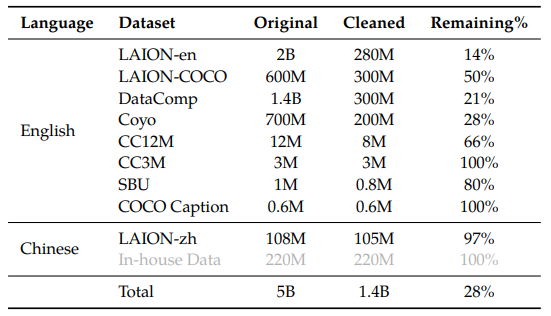 Language Dataset Original Cleaned Remaining%
LAION-en 2B 280M 14%
LAION-COCO 600M 300M 50%
DataComp 1.4B 300M 21%
Coyo 700M 200M 28%
English CC12M 12M 8M 66%
CC3M 3M 3M 100%
SBU 1M 0.8M 80%
COCO Caption 0.6M 0.6M 100%
Chinese LAION-zh 108M 105M 97%
In-house Data 220M 220M 100%
Total 5B 1.4B 28%